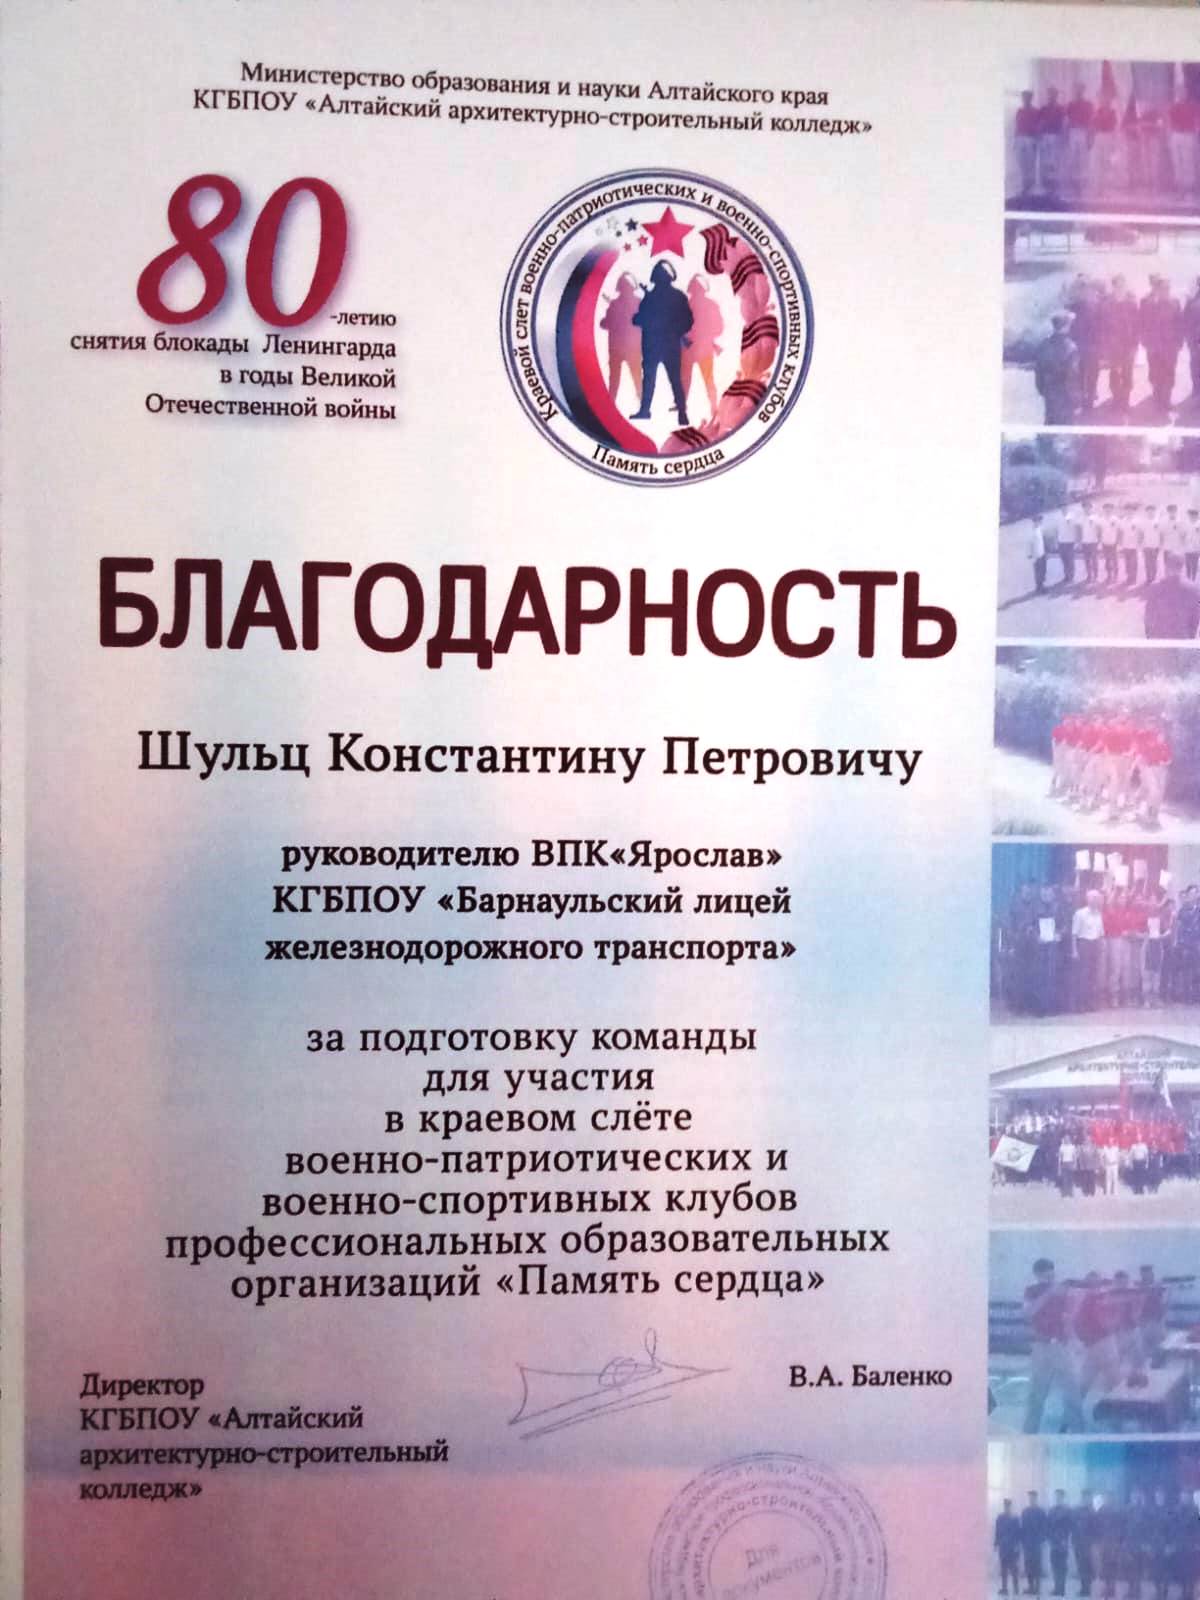 Министерство образования и науки Алтайского края
КГБПОУ «Алтайский архитектурно-строительный колледж»
80
-летию
снятия блокады Ленингарда
в годы Великой
Отечественной войны
Краевой слет военно-патриотических и военно-спортивных клубов
Память сердца
БЛАГОДАРНОСТЬ
Шульц Константину Петровичу
руководителю ВПК«Ярослав»
КГБПОУ «Барнаульский лицей
железнодорожного транспорта»
за подготовку команды
для участия
в краевом слёте
военно-патриотических и
военно-спортивных клубов
профессиональных образовательных
организаций «Память сердца»
Директор
КГБПОУ «Алтайский
архитектурно-строительный
колледж»
В.А. Баленко
Для
документов